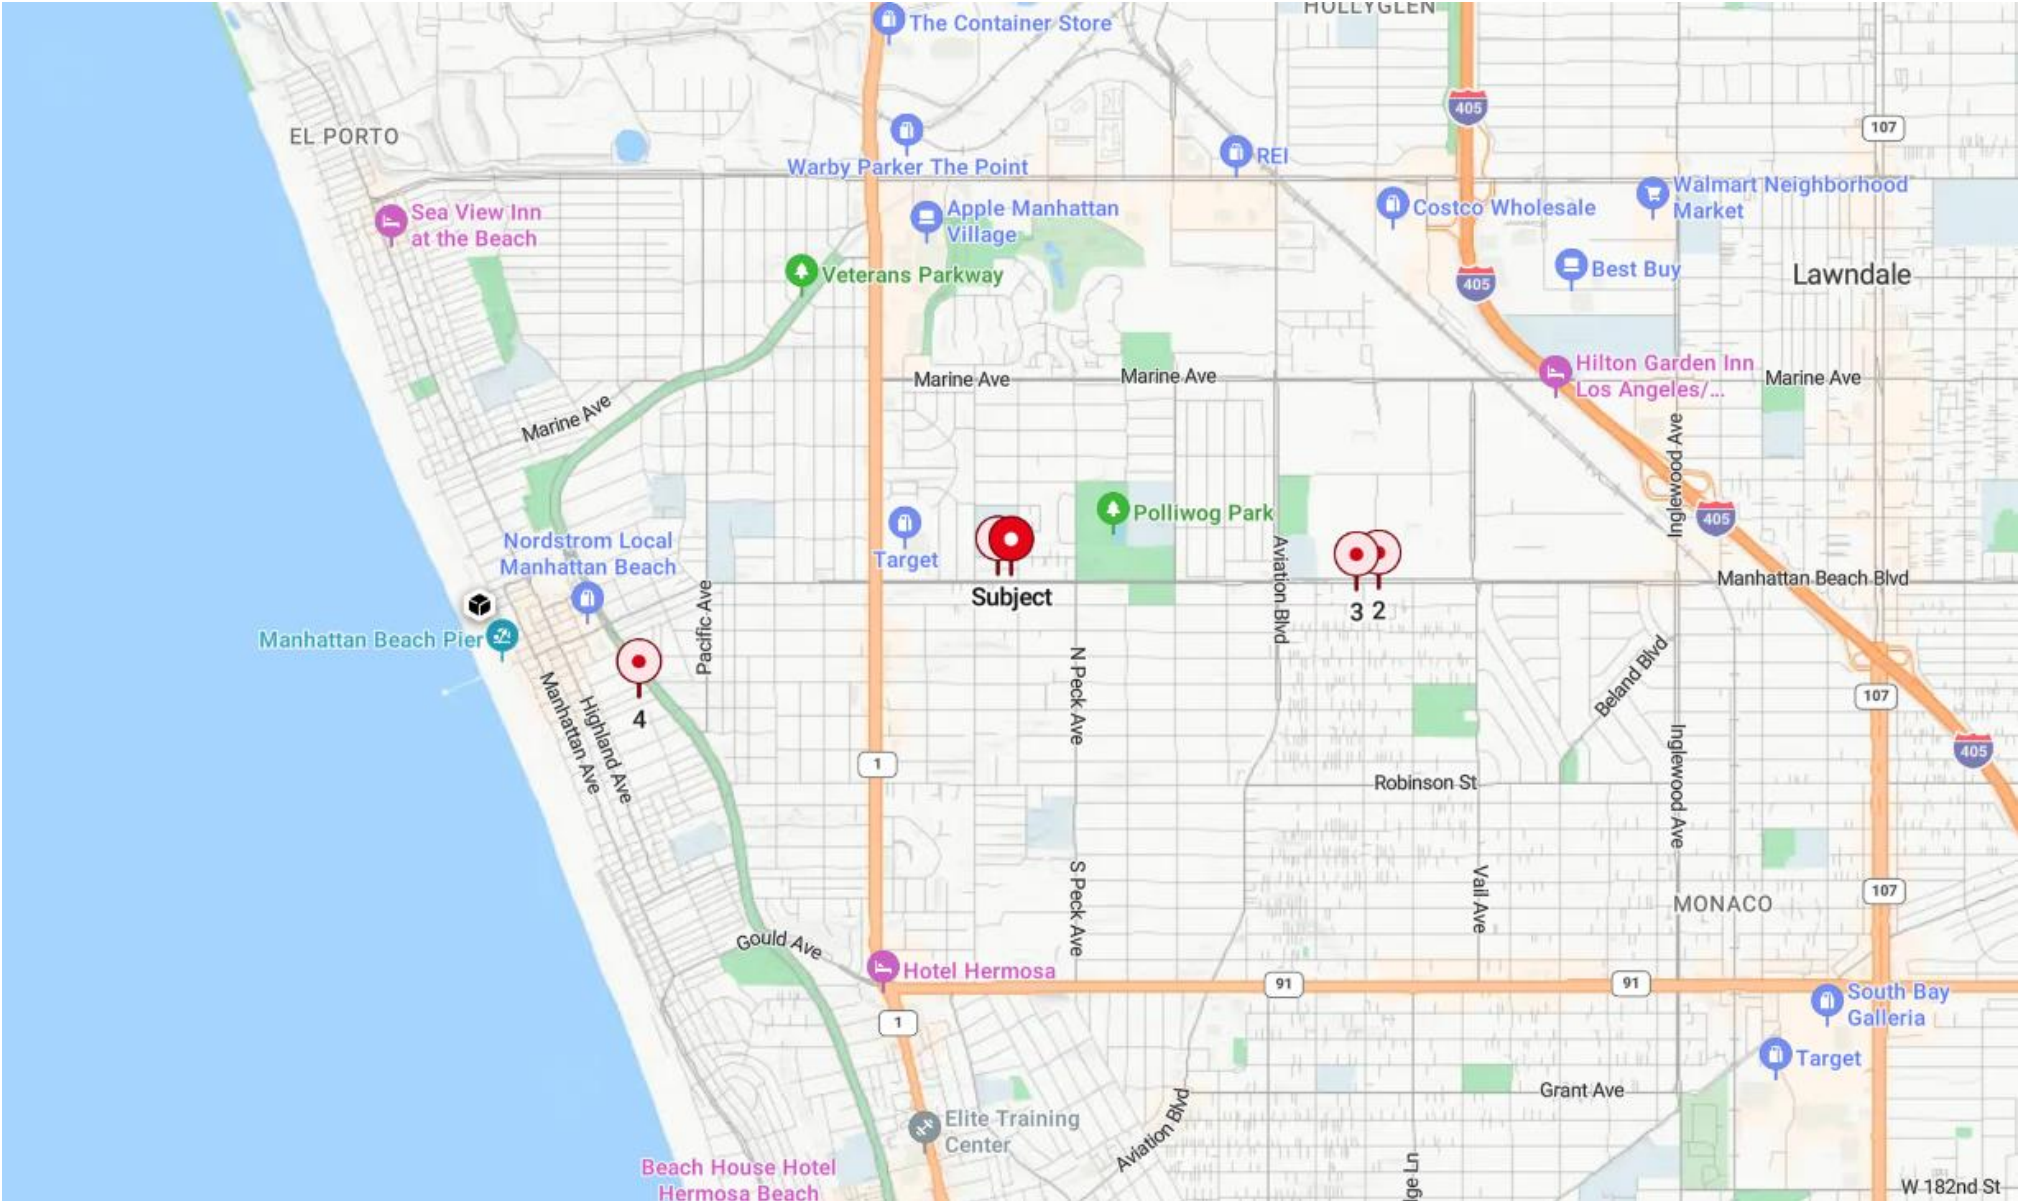 HOLLYGLEN
The Container Store
405
107
EL PORTO
Warby Parker The Point
REI
Walmart Neighborhood
Market
Costco Wholesale
Sea View Inn
at the Beach
Apple Manhattan
Village
Veterans Parkway
405
Best Buy
Lawndale
Hilton Garden Inn
Los Angeles/...
Marine Ave
Marine Ave
Marine Ave
Marine Ave
Inglewood Ave
405
Polliwog Park
Nordstrom Local
Manhattan Beach
Target
Aviation Blvd
Manhattan Beach Blvd
Subject
3
2
Pacific Ave
Manhattan Beach Pier
4
Manhattan Ave
Highland Ave
N Peck Ave
Beland Blvd
107
405
1
Robinson St
Inglewood Ave
S Peck Ave
Vail Ave
107
MONACO
Gould Ave
Hotel Hermosa
91
91
South Bay
Galleria
1
Target
Grant Ave
Elite Training
Center
Aviation Blvd
Beach House Hotel
Hermosa Beach
ge Ln
W 182nd St